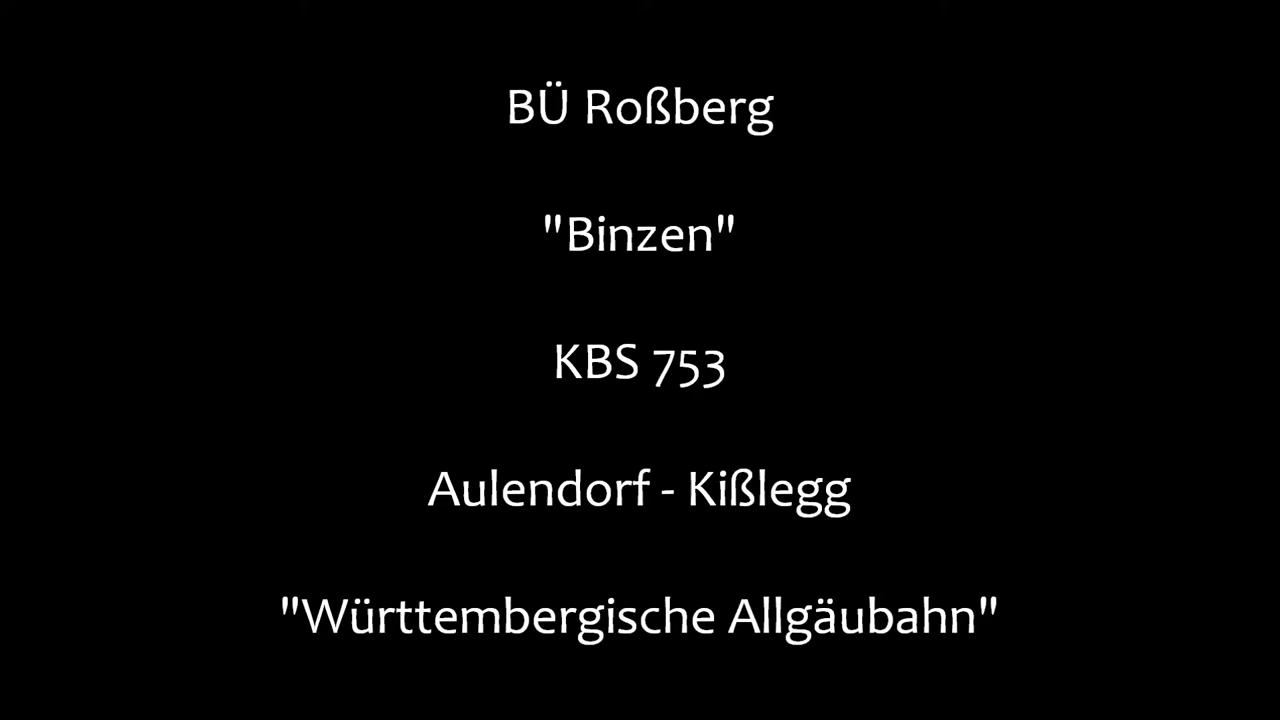 BÜ Roßberg
"Binzen"
KBS 753
Aulendorf - Kißlegg
"Württembergische Allgäubahn"